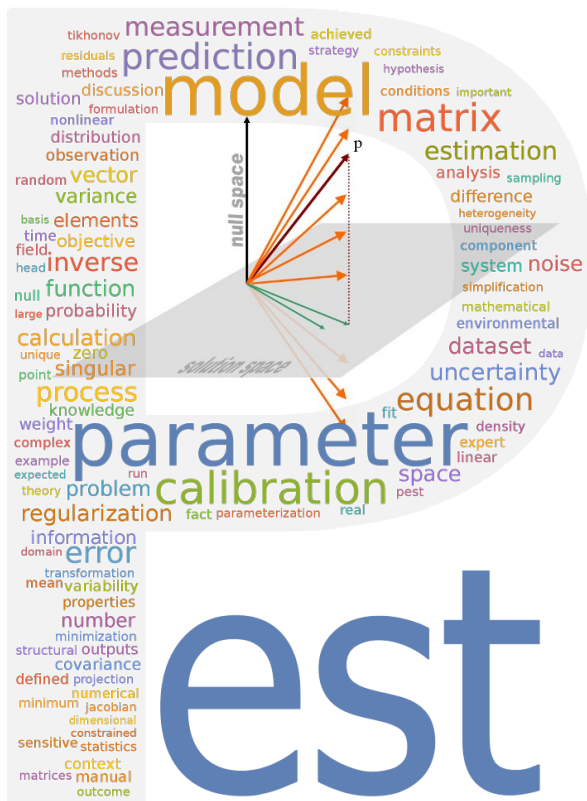 measurement
tikhonov
achieved
residuals
prediction
strategy
constraints
methods
hypothesis
discussion
model
conditions
important
solution
formulation
nonlinear
matrix
distribution
observation
estimation
random
vector
analysis
sampling
variance
difference
basis
elements
heterogeneity
time
objective
uniqueness
field
component
head
inverse
system
noise
null
function
simplification
large
probability
mathematical
environmental
calculation
dataset
unique
zero
data
point
singular
uncertainty
process
equation
knowledge
fit
weight
parameter
density
complex
expert
example
linear
expected
run
space
theory
problem
calibration
pest
regularization
fact
parameterization
real
information
domain
error
transformation
mean
variability
properties
number
minimization
structural
outputs
covariance
defined
projection
numerical
minimum
jacobian
dimensional
constrained
sensitive
statistics
context
matrices
manual
outcome
null space
p
solution space
est